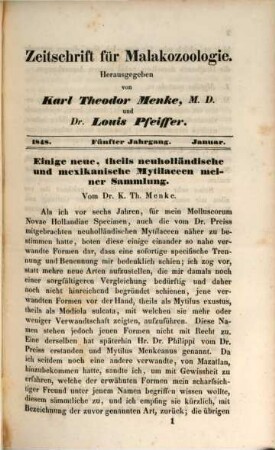 Zeitschrift für Malakozoologie.
Herausgegeben
von
Karl Theodor Menke, M. D.
und
Dr. Louis Pfeiffer.
1848. Fünfter Jahrgang. Januar.
Einige neue, theils neuholländische
und mexikanische Mytilaceen mei-
ner Sammlung.
Vom Dr. K. Th. Menke.
Als ich vor sechs Jahren, für mein Molluscorum
Novae Hollandiae Specimen, auch die von Dr. Preiss
mitgebrachten neuholländischen Mytilaceen näher zu be-
stimmen hatte, boten diese einige einander so nahe ver-
wandte Formen dar, dass eine sofortige specifische Tren-
nung und Benennung mir bedenklich schien; ich zog vor,
statt mehre neue Arten aufzustellen, die mir damals noch
einer sorgfältigeren Vergleichung bedürftig und daher
noch nicht hinreichend begründet schienen, jene ver-
wandten Formen vor der Hand, theils als Mytilus exustus,
theils als Modiola sulcata, mit welchen sie mehr oder
weniger Verwandtschaft zeigten, aufzuführen. Diese Na-
men stehen jedoch jenen Formen nicht mit Recht zu.
Eine derselben hat späterhin Hr. Dr. Philippi vom Dr.
Preiss erstanden und Mytilus Menkeanus genannt. Da
ich seitdem noch eine andere verwandte, von Mazatlan,
hinzubekommen hatte, sandte ich, um mit Gewissheit zu
erfahren, welche der erwähnten Formen mein scharfsich-
tiger Freund unter jenem Namen begriffen wissen wollte,
diesem sämmtliche zu, und ich empfing sie kürzlich, mit
Bezeichnung der zuvor genannten Art, zurück; die übrigen
1